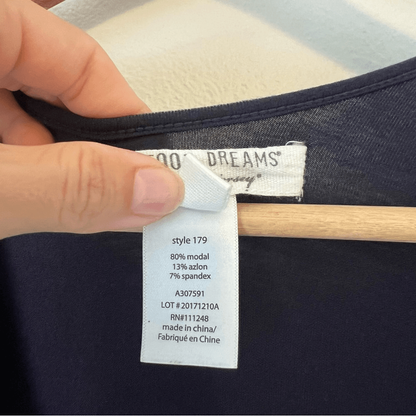 DREAMS®
style 179
80% modal
13% azlon
7% spandex
A307591
LOT # 20171210A
RN#111248
made in china/
Fabriqué en Chine